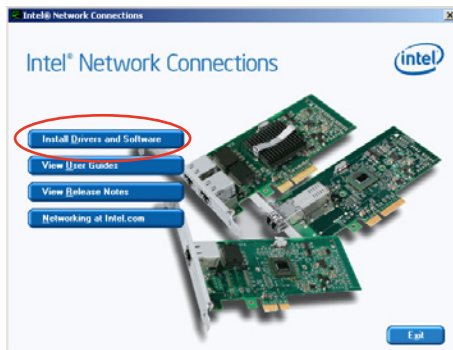 Intel® Network Connections
Intel® Network Connections
intel
Install Drivers and Software
View User Guides
View Release Notes
Networking at Intel.com
Exit